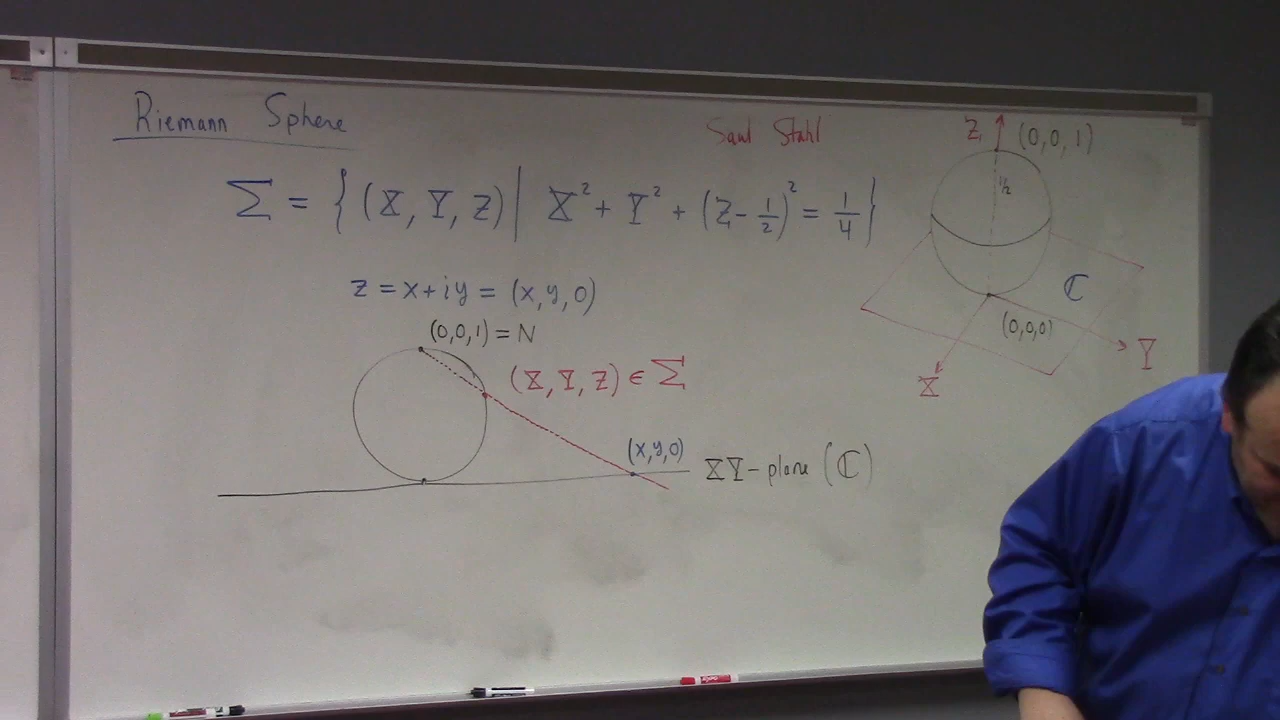 Riemann Sphere
Saul Stahl
Σ = { (X, Y, Z) | X² + Y² + (Z - 1/2)² = 1/4 }
z = x + iy = (x, y, 0)
(0,0,1) = N
(X, Y, Z) ∈ Σ
(x,y,0)
XY-plane (ℂ)
Z
(0,0,1)
1/2
ℂ
(0,0,0)
Y
X